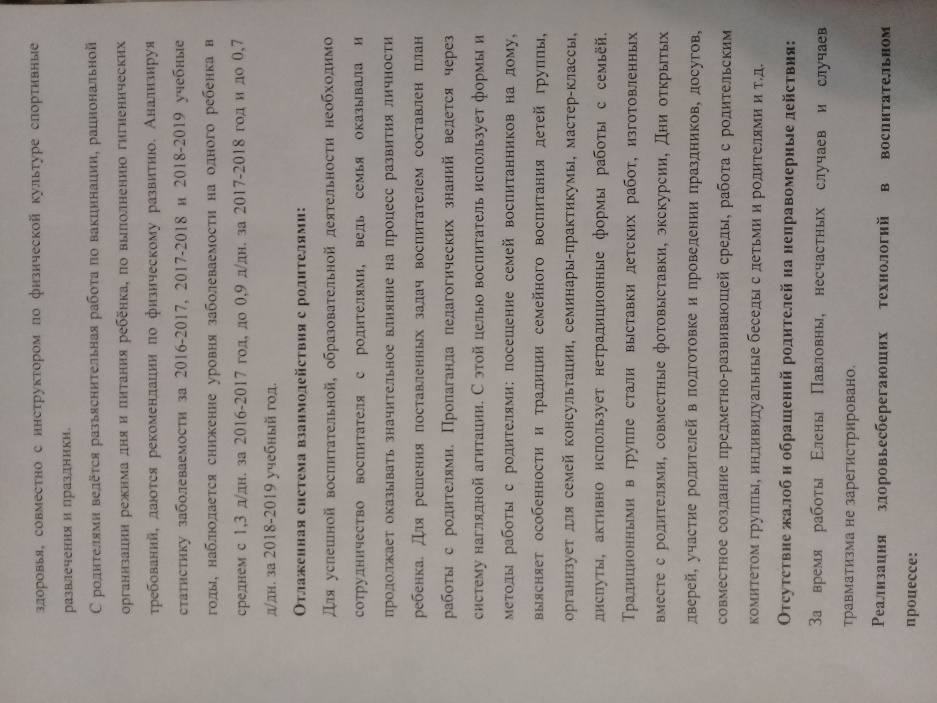 здоровья, совместно с инструктором по физической культуре спортивные
развлечения и праздники.
С родителями ведётся разъяснительная работа по вакцинации, рациональной
организации режима дня и питания ребёнка, по выполнению гигиенических
требований, даются рекомендации по физическому развитию. Анализируя
статистику заболеваемости за 2016-2017, 2017-2018 и 2018-2019 учебные
годы, наблюдается снижение уровня заболеваемости на одного ребенка в
среднем с 1,3 д/дн. за 2016-2017 год, до 0,9 д/дн. за 2017-2018 год и до 0,7
д/дн. за 2018-2019 учебный год.
Отлаженная система взаимодействия с родителями:
Для успешной воспитательной, образовательной деятельности необходимо
сотрудничество воспитателя с родителями, ведь семья оказывала и
продолжает оказывать значительное влияние на процесс развития личности
ребенка. Для решения поставленных задач воспитателем составлен план
работы с родителями. Пропаганда педагогических знаний ведется через
систему наглядной агитации. С этой целью воспитатель использует формы и
методы работы с родителями: посещение семей воспитанников на дому,
выясняет особенности и традиции семейного воспитания детей группы,
организует для семей консультации, семинары-практикумы, мастер-классы,
диспуты, активно использует нетрадиционные формы работы с семьёй.
Традиционными в группе стали выставки детских работ, изготовленных
вместе с родителями, совместные фотовыставки, экскурсии, Дни открытых
дверей, участие родителей в подготовке и проведении праздников, досугов,
совместное создание предметно-развивающей среды, работа с родительским
комитетом группы, индивидуальные беседы с детьми и родителями и т.д.
Отсутствие жалоб и обращений родителей на неправомерные действия:
За время работы Елены Павловны, несчастных случаев и случаев
травматизма не зарегистрировано.
Реализация здоровьесберегающих технологий в воспитательном
процессе: